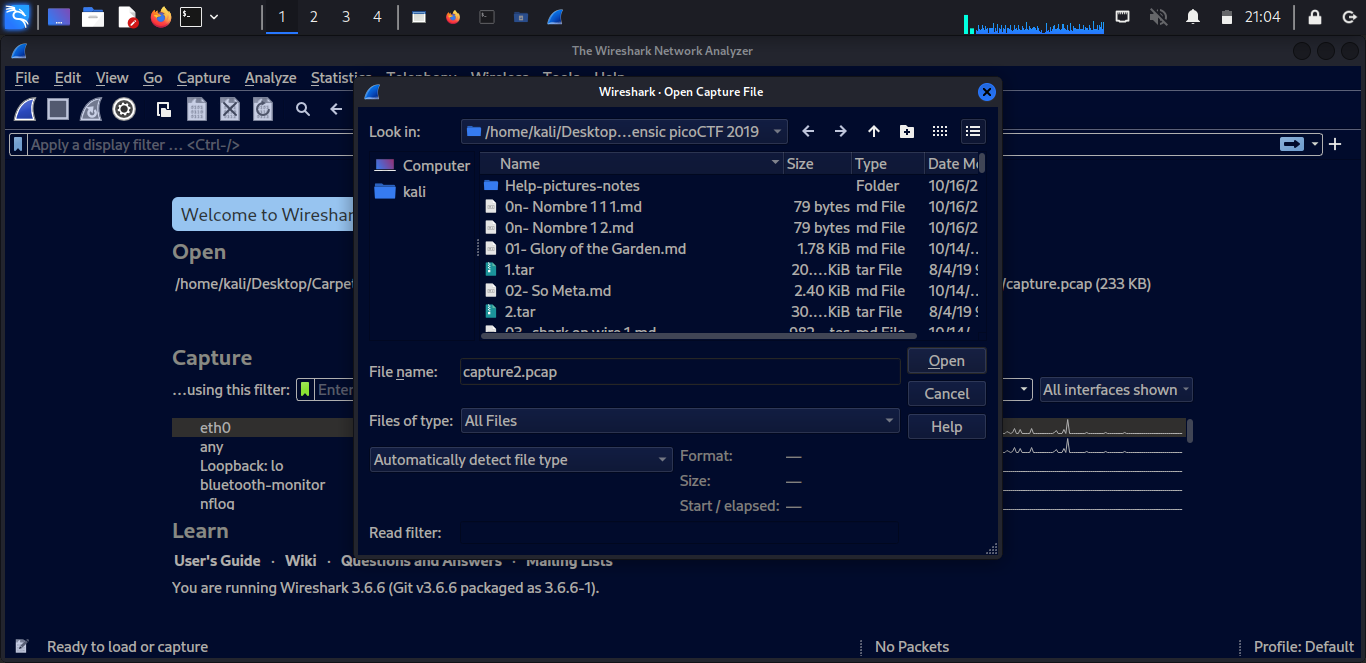 1 2 3 4 21:04
The Wireshark Network Analyzer
File Edit View Go Capture Analyze Statistics Telephony Wireless Tools Help
Wireshark · Open Capture File
Look in: /home/kali/Desktop...ensic picoCTF 2019
Apply a display filter ... <Ctrl-/>
Computer
kali
Name Size Type Date Mo
Help-pictures-notes Folder 10/16/2
0n- Nombre 1 1 1.md 79 bytes md File 10/16/2
0n- Nombre 1 2.md 79 bytes md File 10/16/2
01- Glory of the Garden.md 1.78 KiB md File 10/14/...
1.tar 20....KiB tar File 8/4/19 9
02- So Meta.md 2.40 KiB md File 10/14/...
2.tar 30....KiB tar File 8/4/19 9
03- shark on wire 1.md 982...tes md File 10/14/...
Welcome to Wireshar
Open
/home/kali/Desktop/Carpet /capture.pcap (233 KB)
File name: capture2.pcap
Open
Cancel
Help
Files of type: All Files
Automatically detect file type
Format: —
Size: —
Start / elapsed: —
Read filter:
Capture
...using this filter: Enter All interfaces shown
eth0
any
Loopback: lo
bluetooth-monitor
nflog
Learn
User's Guide · Wiki · Questions and Answers · Mailing Lists
You are running Wireshark 3.6.6 (Git v3.6.6 packaged as 3.6.6-1).
Ready to load or capture No Packets Profile: Default